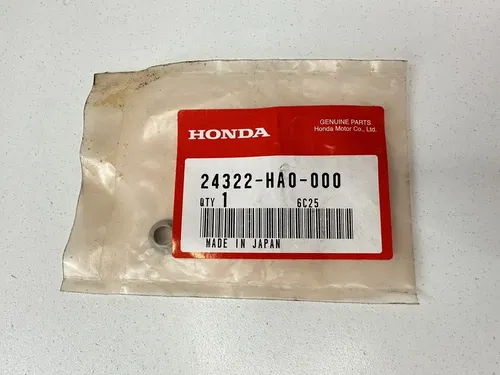 HONDA
GENUINE PARTS
Honda Motor Co., Ltd.
24322-HA0-000
QTY 1 6C25
MADE IN JAPAN